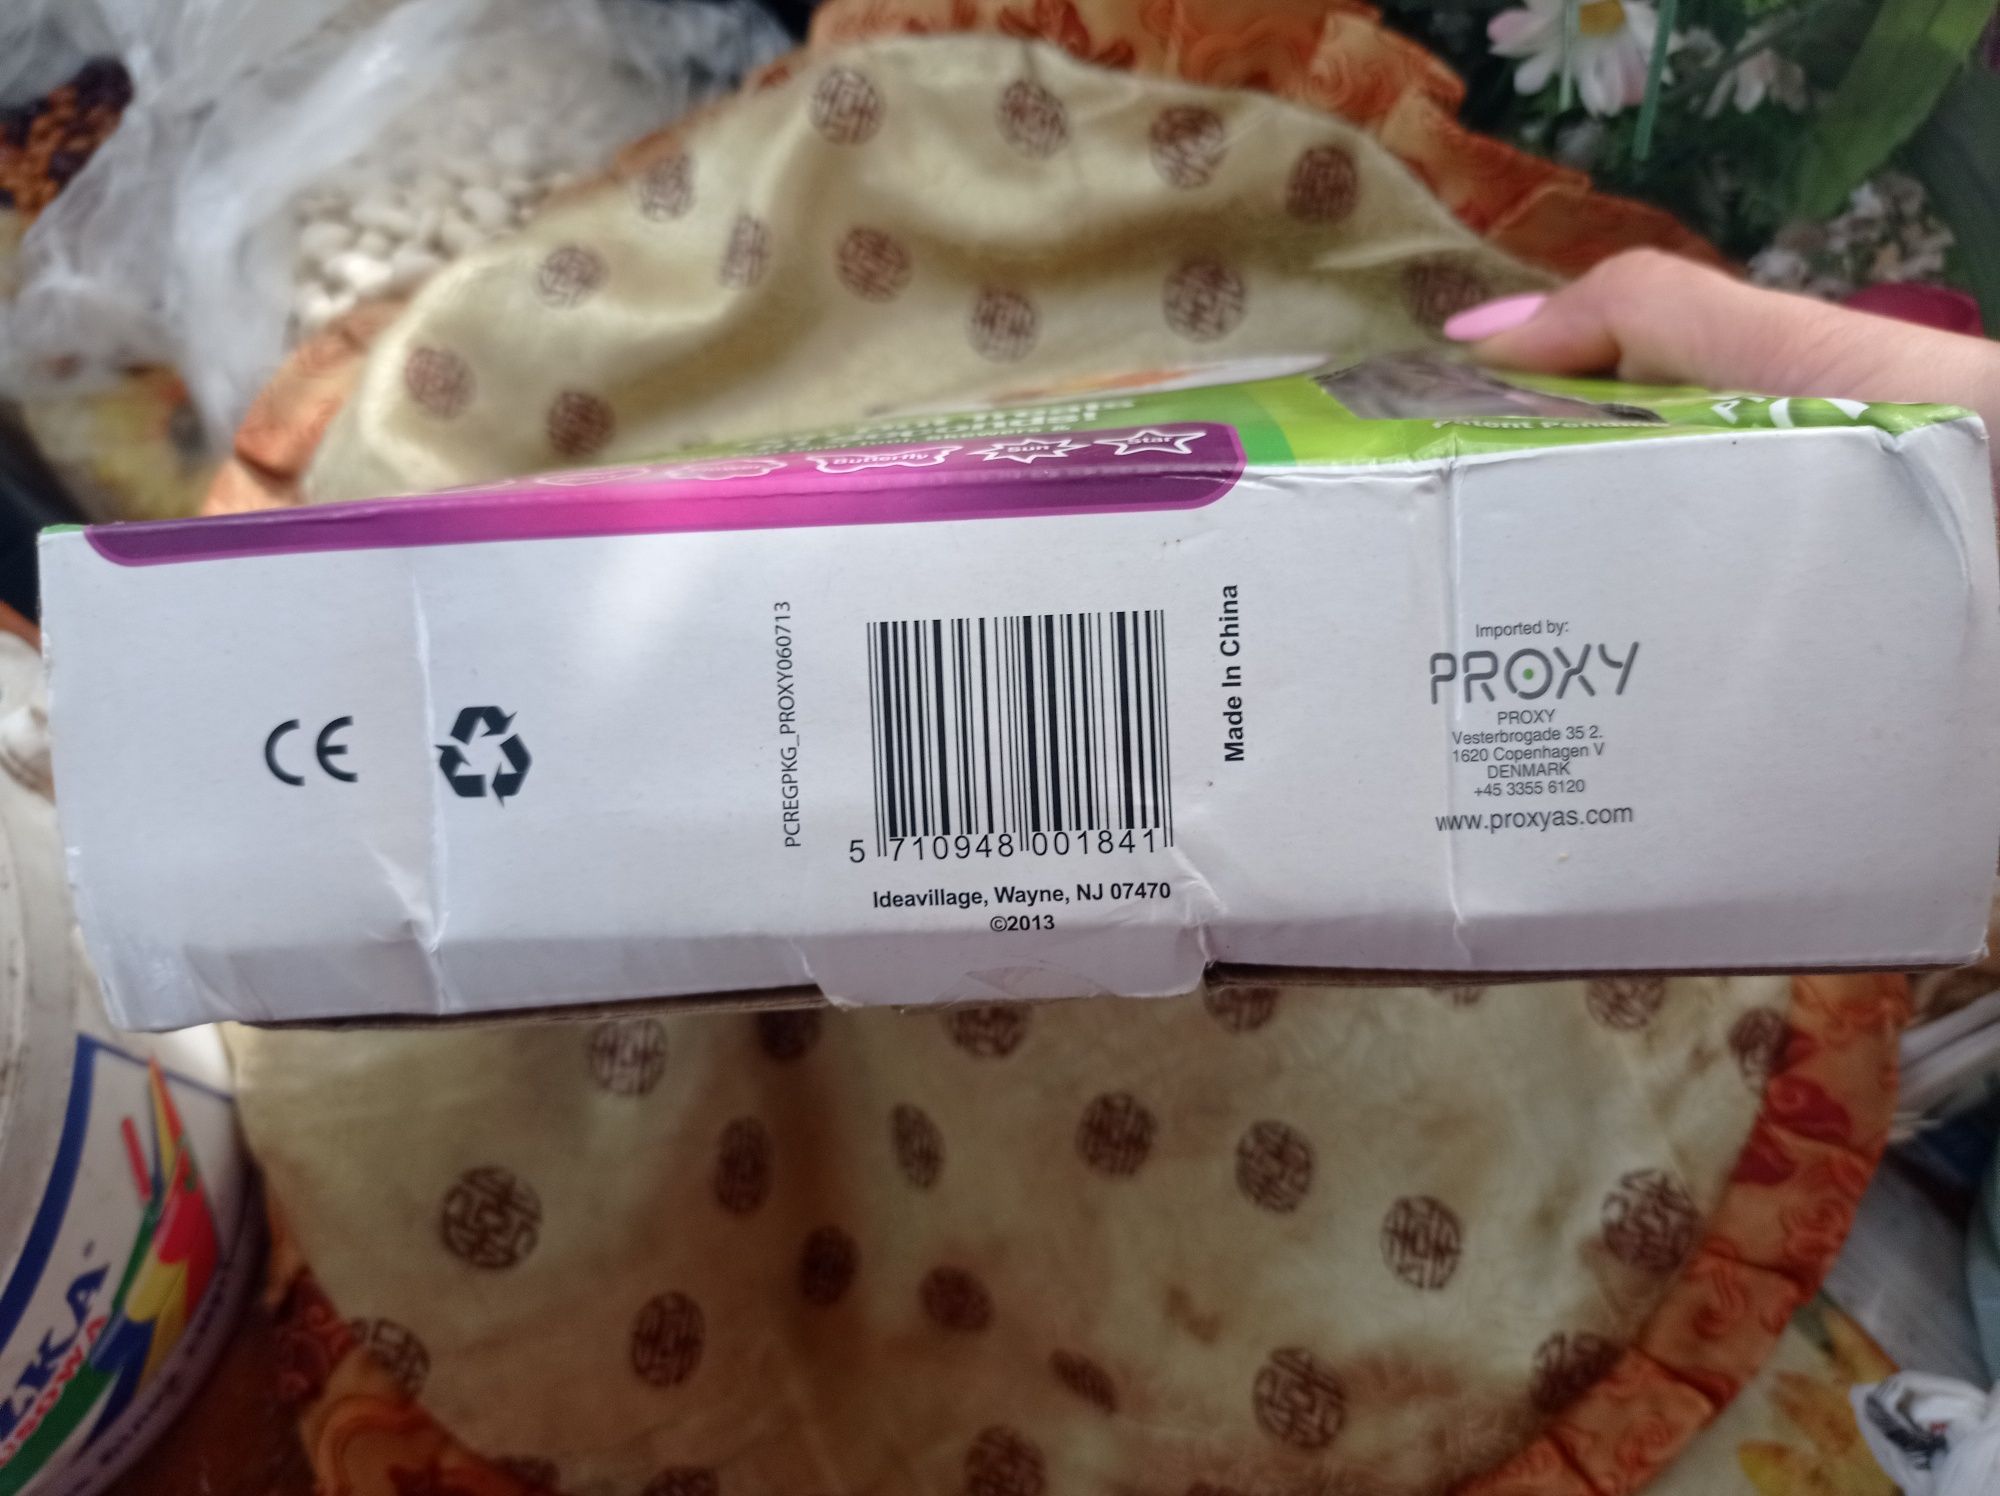 Butterfly
Sun
Star
CE
PCREGPKG_PROXY060713
5 710948 001841
Ideavillage, Wayne, NJ 07470
©2013
Made In China
Imported by:
PROXY
PROXY
Vesterbrogade 35 2.
1620 Copenhagen V
DENMARK
+45 3355 6120
www.proxyas.com